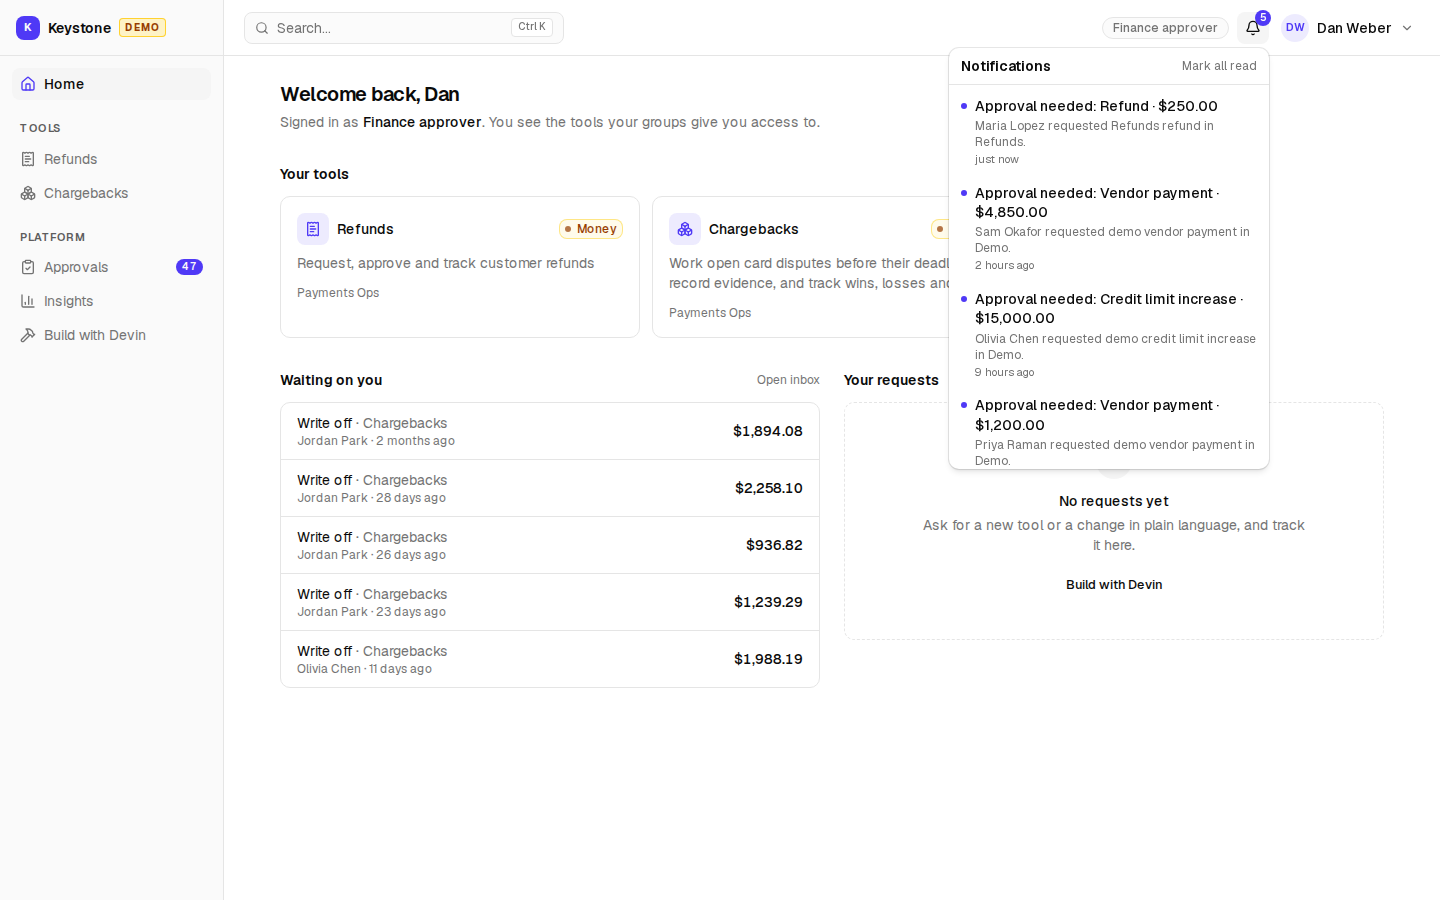 K Keystone DEMO
Search...
Ctrl K
Finance approver
5
DW Dan Weber
Home
TOOLS
Refunds
Chargebacks
PLATFORM
Approvals 47
Insights
Build with Devin
Welcome back, Dan
Signed in as Finance approver. You see the tools your groups give you access to.
Your tools
Refunds
Money
Request, approve and track customer refunds
Payments Ops
Chargebacks
Work open card disputes before their
record evidence, and track wins, losses
Payments Ops
Waiting on you
Open inbox
Write off · Chargebacks
Jordan Park · 2 months ago
$1,894.08
Write off · Chargebacks
Jordan Park · 28 days ago
$2,258.10
Write off · Chargebacks
Jordan Park · 26 days ago
$936.82
Write off · Chargebacks
Jordan Park · 23 days ago
$1,239.29
Write off · Chargebacks
Olivia Chen · 11 days ago
$1,988.19
Your requests
No requests yet
Ask for a new tool or a change in plain language, and track
it here.
Build with Devin
Notifications
Mark all read
Approval needed: Refund · $250.00
Maria Lopez requested Refunds refund in
Refunds.
just now
Approval needed: Vendor payment ·
$4,850.00
Sam Okafor requested demo vendor payment in
Demo.
2 hours ago
Approval needed: Credit limit increase ·
$15,000.00
Olivia Chen requested demo credit limit increase
in Demo.
9 hours ago
Approval needed: Vendor payment ·
$1,200.00
Priya Raman requested demo vendor payment in
Demo.